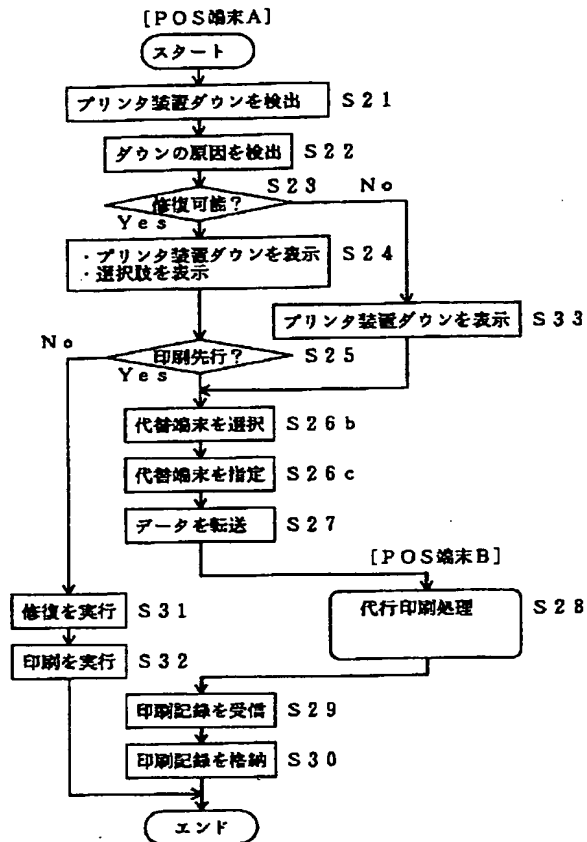 [POS端末A]
スタート
プリンタ装置ダウンを検出 S21
ダウンの原因を検出 S22
S23 No
修復可能?
Yes
・プリンタ装置ダウンを表示 S24
・選択肢を表示
プリンタ装置ダウンを表示 S33
No
印刷先行? S25
Yes
代替端末を選択 S26b
代替端末を指定 S26c
データを転送 S27
[POS端末B]
代行印刷処理 S28
修復を実行 S31
印刷を実行 S32
印刷記録を受信 S29
印刷記録を格納 S30
エンド